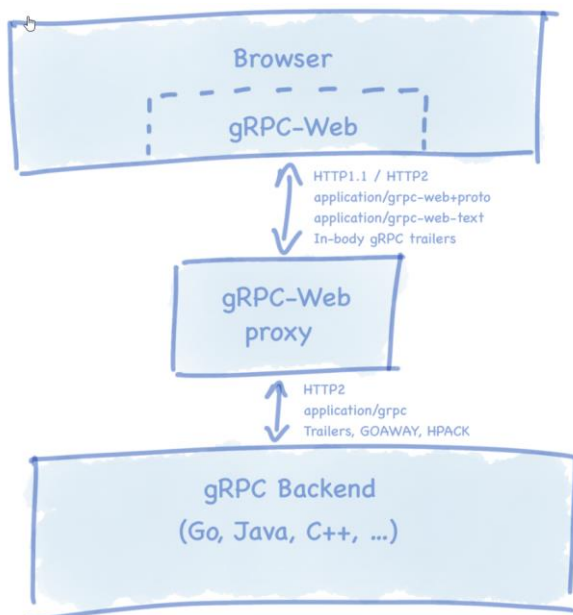 Browser
gRPC-Web
HTTP1.1 / HTTP2
application/grpc-web+proto
application/grpc-web-text
In-body gRPC trailers
gRPC-Web
proxy
HTTP2
application/grpc
Trailers, GOAWAY, HPACK
gRPC Backend
(Go, Java, C++, ...)